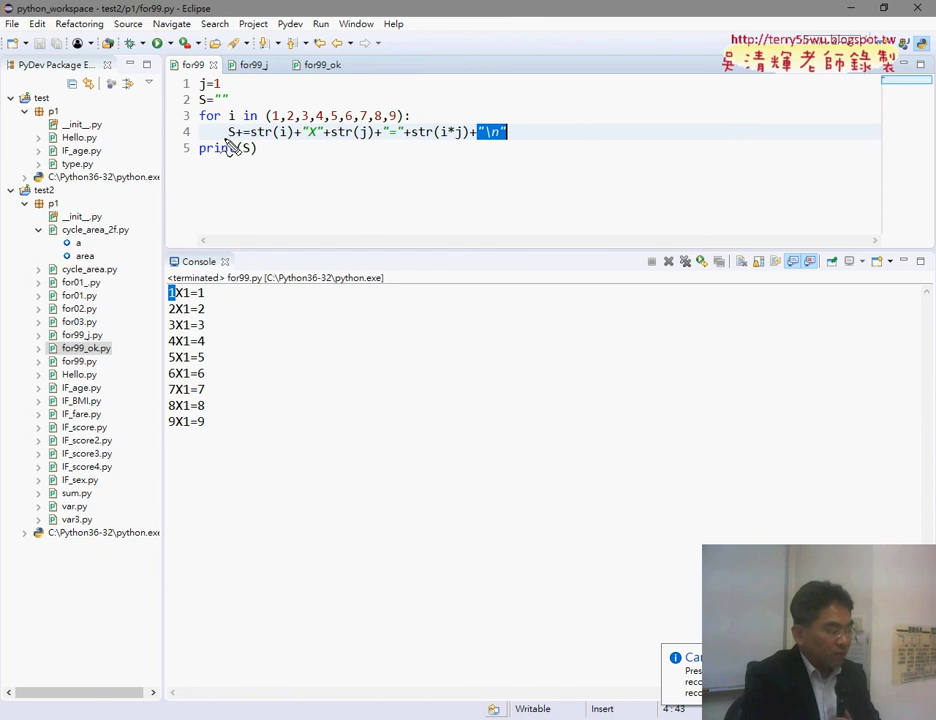 python_workspace - test2/p1/for99.py - Eclipse
File Edit Refactoring Source Navigate Search Project Pydev Run Window Help
http://terry55wu.blogspot.tw
吳清輝老師錄製
PyDev Package E...
for99
for99_j
for99_ok
test
p1
__init__.py
Hello.py
IF_age.py
type.py
C:\Python36-32\python.exe
test2
p1
__init__.py
cycle_area_2f.py
a
area
cycle_area.py
for01_.py
for01.py
for02.py
for03.py
for99_j.py
for99_ok.py
for99.py
Hello.py
IF_age.py
IF_BMI.py
IF_fare.py
IF_score.py
IF_score2.py
IF_score3.py
IF_score4.py
IF_sex.py
sum.py
var.py
var3.py
C:\Python36-32\python.exe
1 j=1
2 S=""
3 for i in (1,2,3,4,5,6,7,8,9):
4 S+=str(i)+"X"+str(j)+"="+str(i*j)+"\n"
5 print(S)
Console
<terminated> for99.py [C:\Python36-32\python.exe]
1X1=1
2X1=2
3X1=3
4X1=4
5X1=5
6X1=6
7X1=7
8X1=8
9X1=9
Writable
Insert
4 : 43